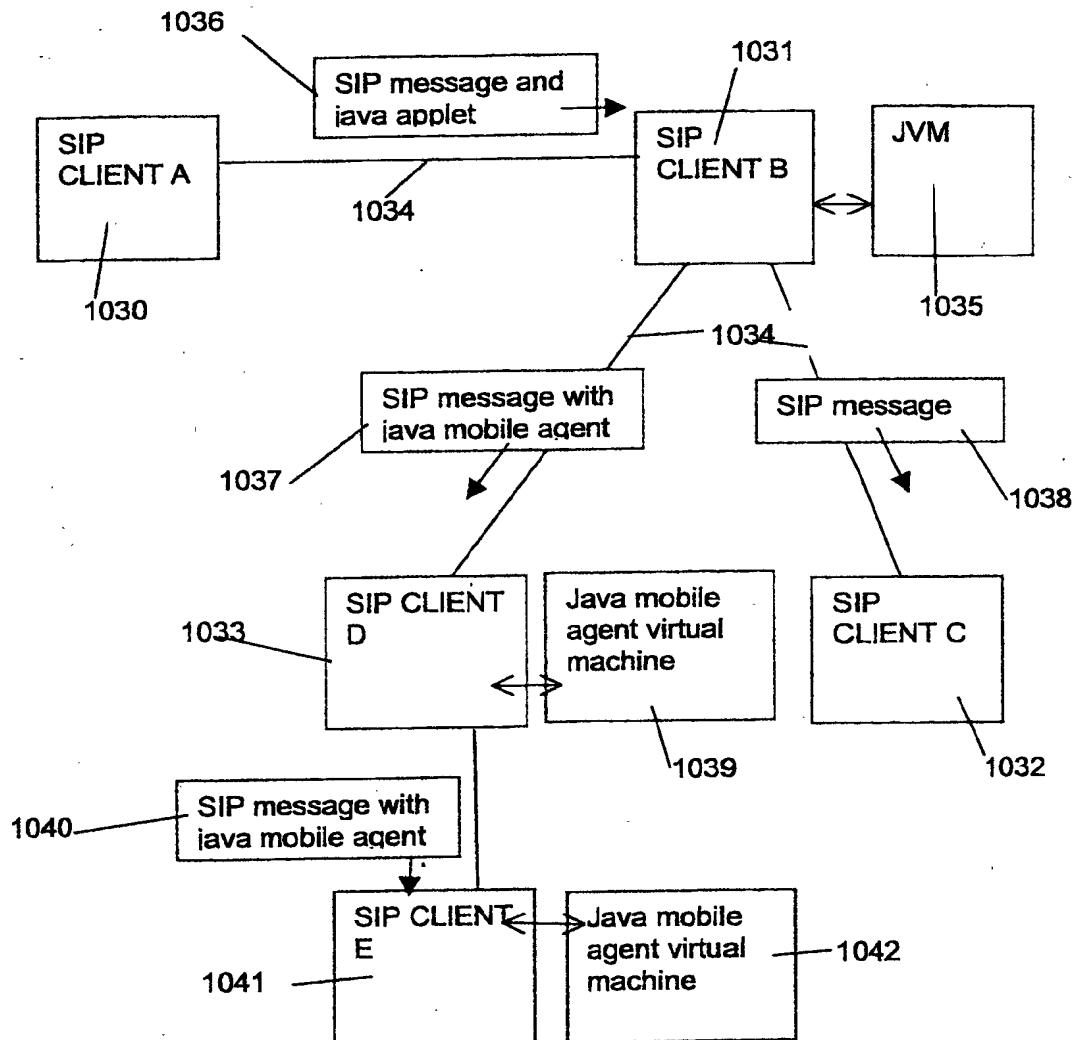 1036
1031
SIP message and
java applet
SIP
CLIENT A
SIP
CLIENT B
JVM
1034
1030
1035
1034
SIP message with
java mobile agent
SIP message
1037
1038
SIP CLIENT
D
Java mobile
agent virtual
machine
SIP
CLIENT C
1033
1039
1032
SIP message with
java mobile agent
1040
SIP CLIENT
E
Java mobile
agent virtual
machine
1042
1041